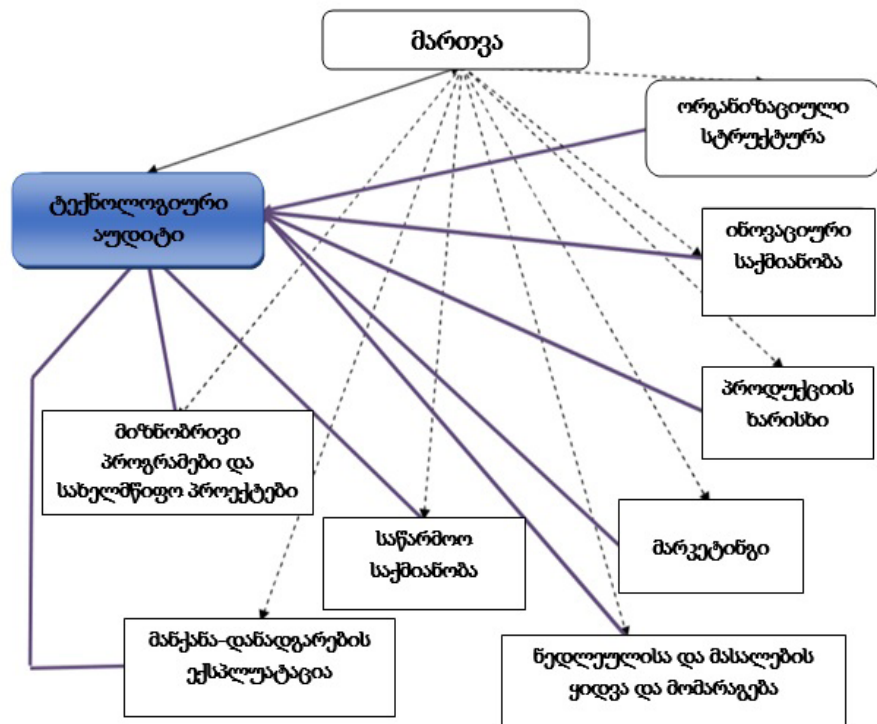 მართვა
ორგანიზაციული
სტრუქტურა
ტექნოლოგიური
აუდიტი
ინოვაციური
საქმიანობა
პროდუქციის
ხარისხი
მიზნობრივი
პროგრამები და
სახელმწიფო პროექტები
საწარმოო
საქმიანობა
მარკეტინგი
მანქანა-დანადგარების
ექსპლუატაცია
ნედლეულისა და მასალების
ყიდვა და მომარაგება